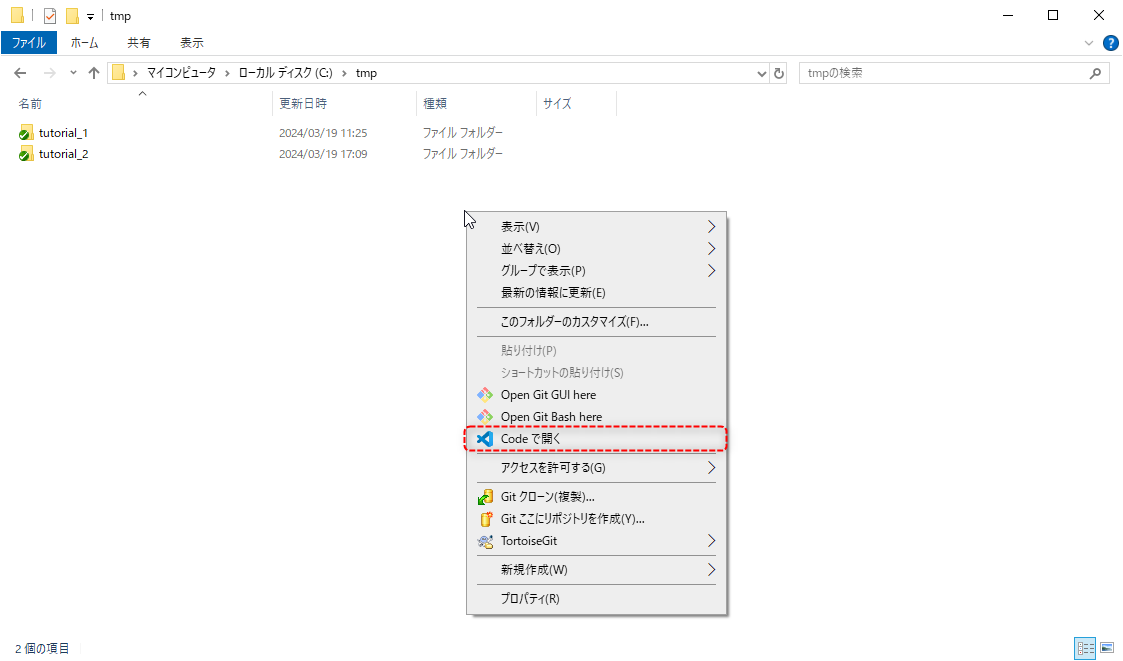 tmp
ファイル ホーム 共有 表示
マイコンピュータ ローカル ディスク (C:) tmp tmpの検索
名前 更新日時 種類 サイズ
tutorial_1 2024/03/19 11:25 ファイル フォルダー
tutorial_2 2024/03/19 17:09 ファイル フォルダー
表示(V)
並べ替え(O)
グループで表示(P)
最新の情報に更新(E)
このフォルダーのカスタマイズ(F)...
貼り付け(P)
ショートカットの貼り付け(S)
Open Git GUI here
Open Git Bash here
Code で開く
アクセスを許可する(G)
Git クローン(複製)...
Git ここにリポジトリを作成(Y)...
TortoiseGit
新規作成(W)
プロパティ(R)
2 個の項目